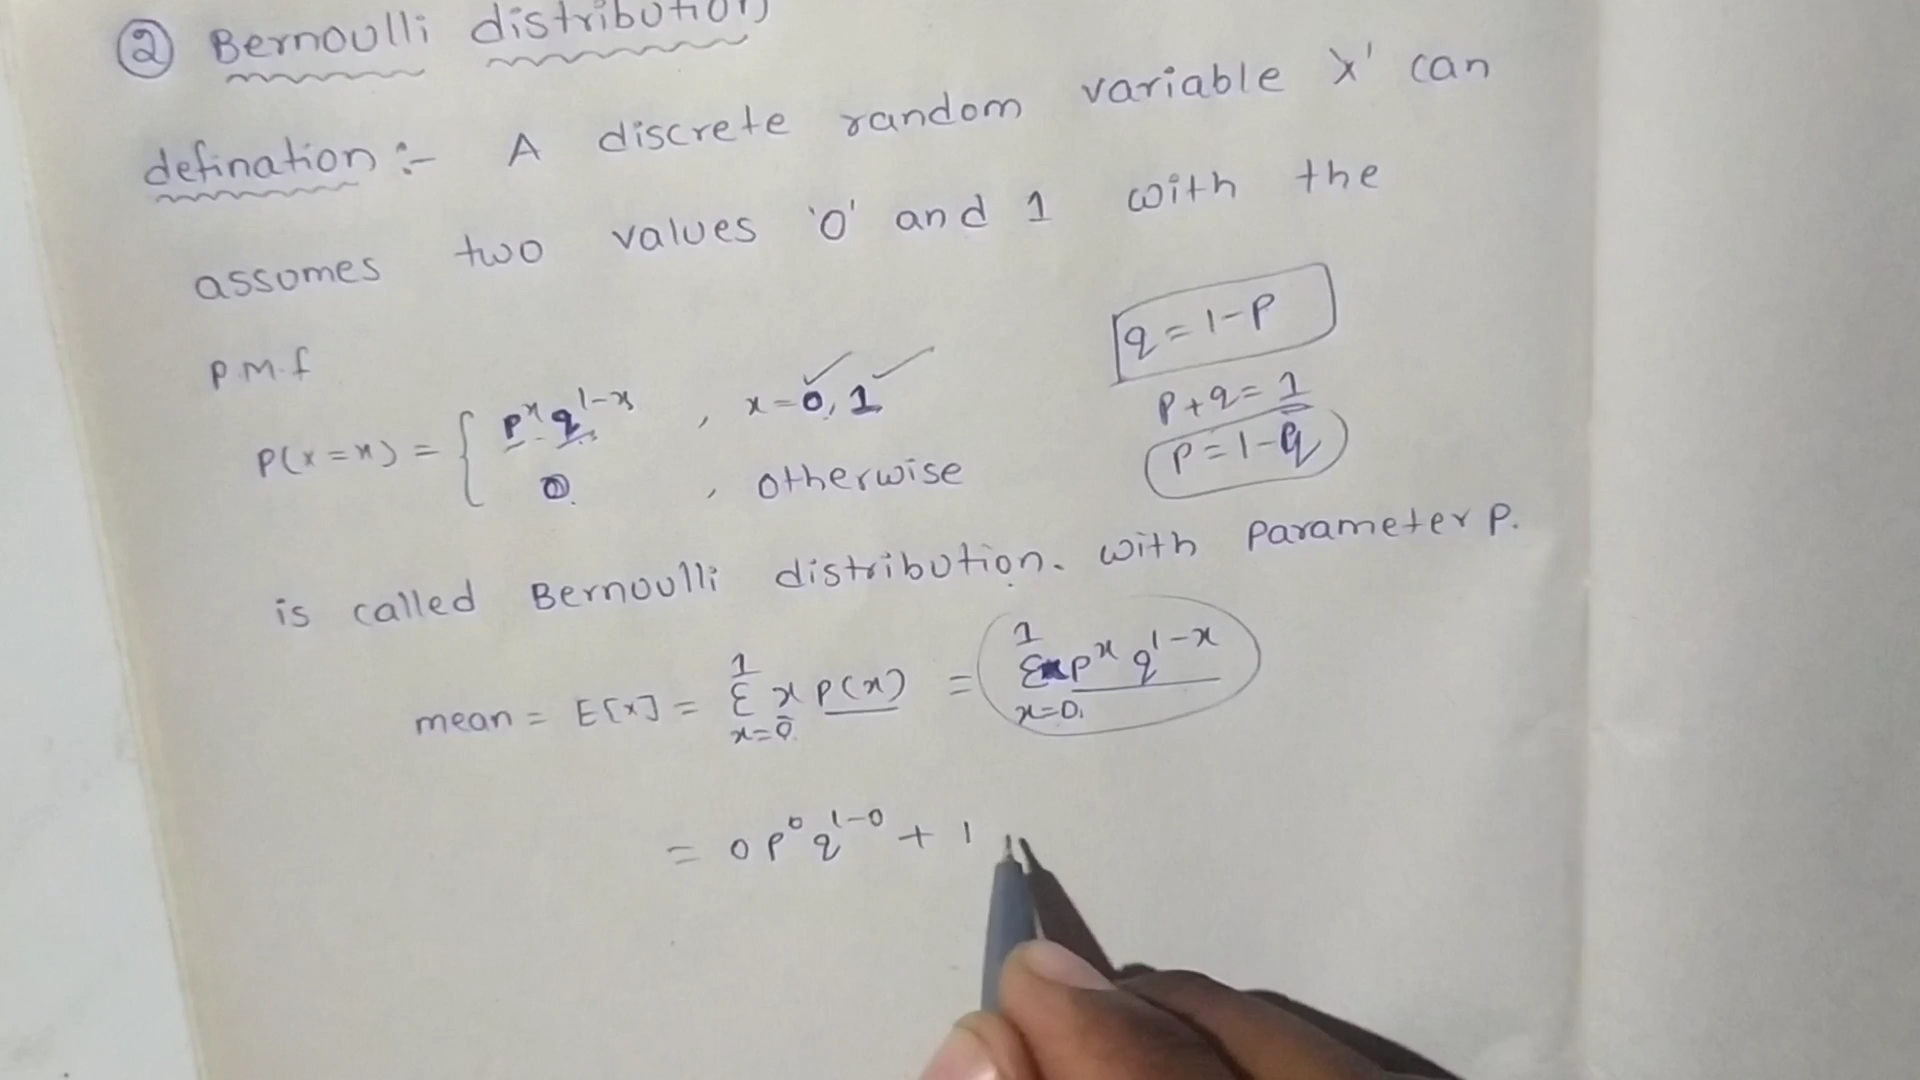 ② Bernoulli distribution
defination :- A discrete random variable 'X' can
assumes two values '0' and 1 with the
P.M.f
P(x=x) = { p^x q^{1-x} , x=0,1
0 , otherwise
q = 1-p
p+q=1
p=1-q
is called Bernoulli distribution. with parameter p.
mean = E[x] = Σ_{x=0}^{1} x p(x) = Σ_{x=0}^{1} x p^x q^{1-x}
= 0 p^0 q^{1-0} + 1